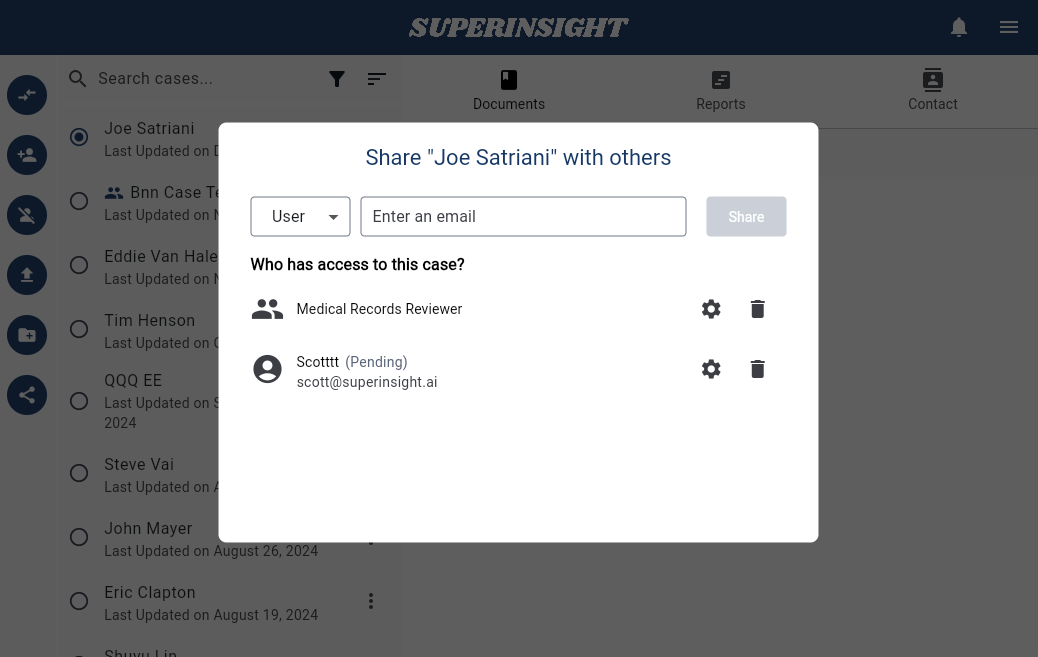 SUPERINSIGHT
Search cases...
Documents
Reports
Contact
Joe Satriani
Last Updated on
Bnn Case
Last Updated on
Eddie Van
Last Updated on
Tim Henson
Last Updated on
QQQ EE
Last Updated on
2024
Steve Vai
Last Updated on
John Mayer
Last Updated on August 26, 2024
Eric Clapton
Last Updated on August 19, 2024
Shuyu Lin
Share "Joe Satriani" with others
User
Enter an email
Share
Who has access to this case?
Medical Records Reviewer
Scotttt (Pending)
scott@superinsight.ai